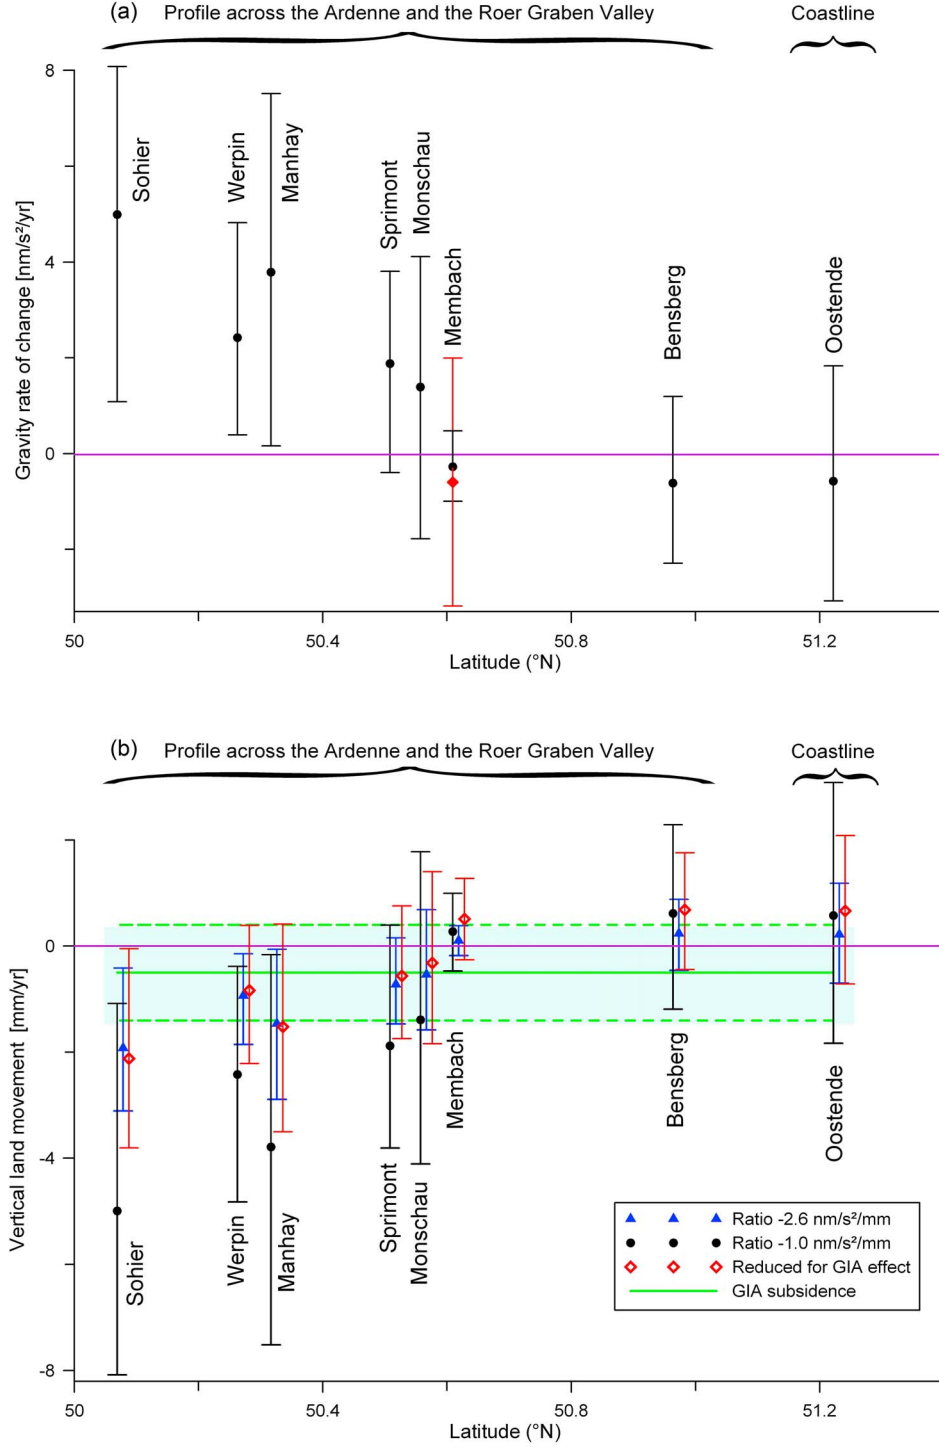 (a)
Profile across the Ardenne and the Roer Graben Valley
Coastline
8
4
0
Gravity rate of change [nm/s²/yr]
Sohier
Werpin
Manhay
Sprimont
Monschau
Membach
Bensberg
Oostende
50
50.4
50.8
51.2
Latitude (°N)
(b)
Profile across the Ardenne and the Roer Graben Valley
Coastline
0
-4
-8
Vertical land movement [mm/yr]
Sohier
Werpin
Manhay
Sprimont
Monschau
Membach
Bensberg
Oostende
Ratio -2.6 nm/s²/mm
Ratio -1.0 nm/s²/mm
Reduced for GIA effect
GIA subsidence
50
50.4
50.8
51.2
Latitude (°N)